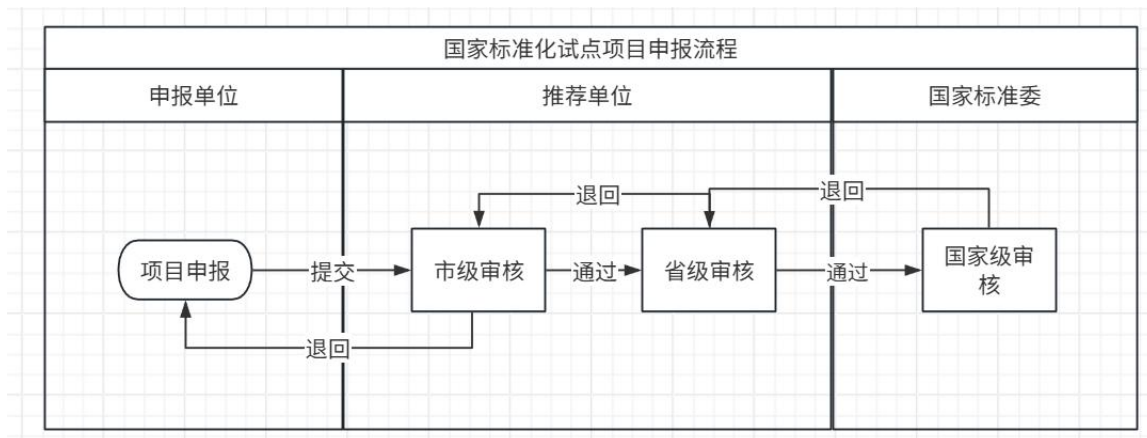 国家标准化试点项目申报流程
申报单位
推荐单位
国家标准委
退回
退回
项目申报
提交
市级审核
通过
省级审核
通过
国家级审
核
退回